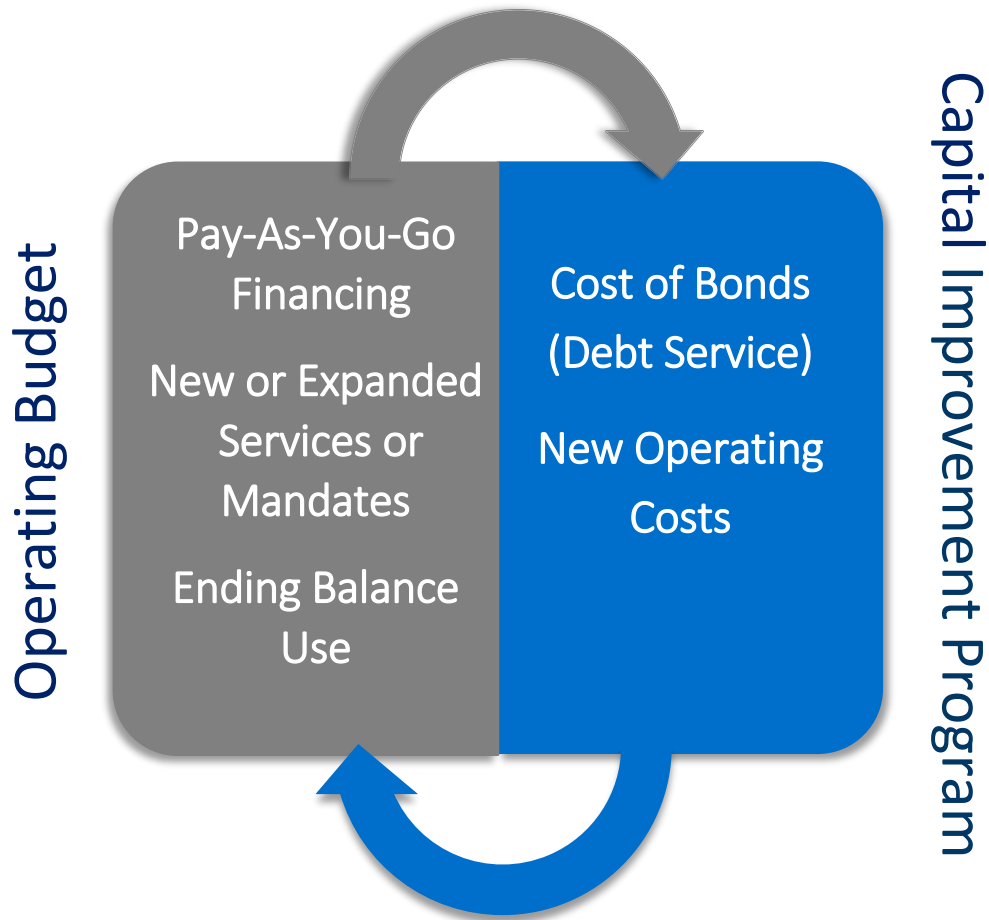 Operating Budget
Pay-As-You-Go
Financing
New or Expanded
Services or
Mandates
Ending Balance
Use
Cost of Bonds
(Debt Service)
New Operating
Costs
Capital Improvement Program